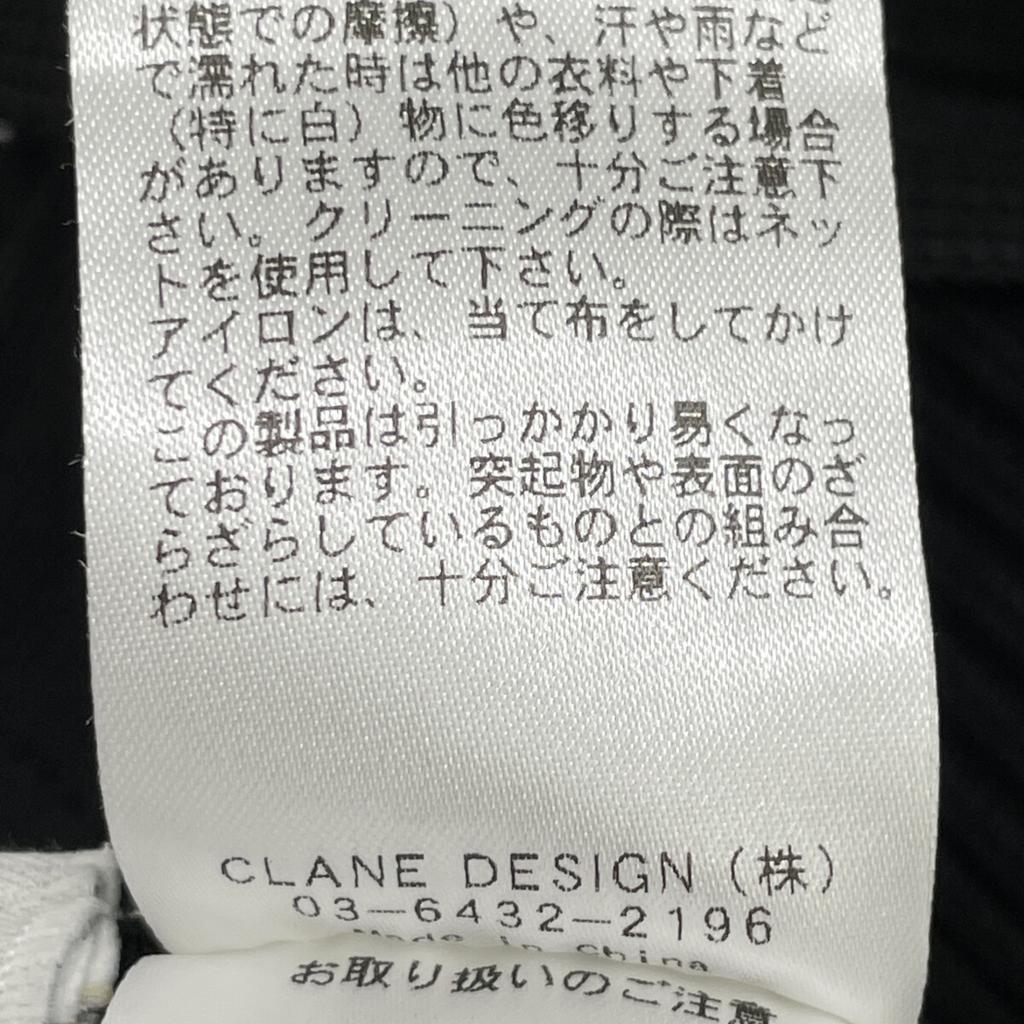 状態での摩擦）や、汗や雨など
で濡れた時は他の衣料や下着
（特に白）物に色移りする場合
がありますので、十分ご注意下
さい。クリーニングの際はネッ
トを使用して下さい。
アイロンは、当て布をしてかけ
てください。
この製品は引っかかり易くなっ
ております。突起物や表面のざ
らざらしているものとの組み合
わせには、十分ご注意ください。
CLANE DESIGN（株）
03-6432-2196
Made in China
お取り扱いのご注意